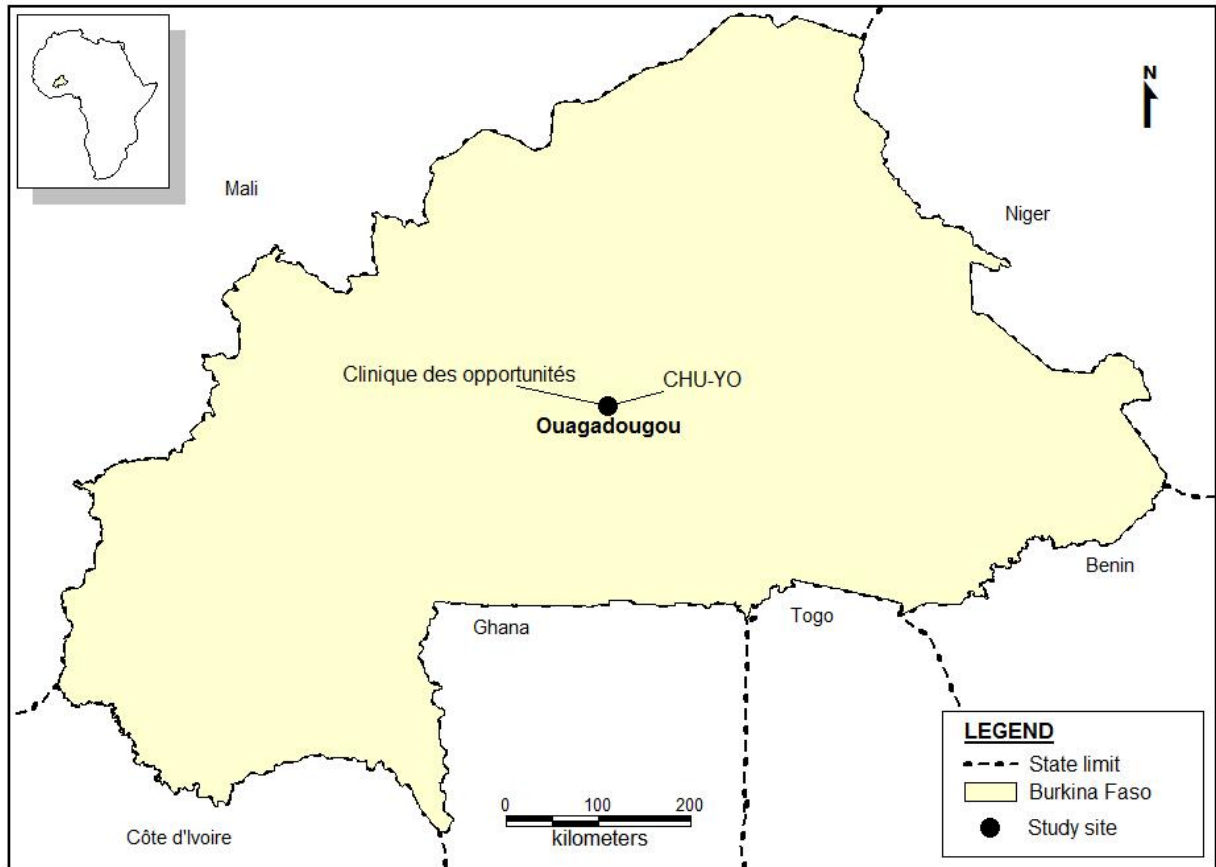 N
Mali
Niger
Clinique des opportunités
CHU-YO
Ouagadougou
Benin
Ghana
Togo
Côte d'Ivoire
0 100 200
kilometers
LEGEND
State limit
Burkina Faso
Study site